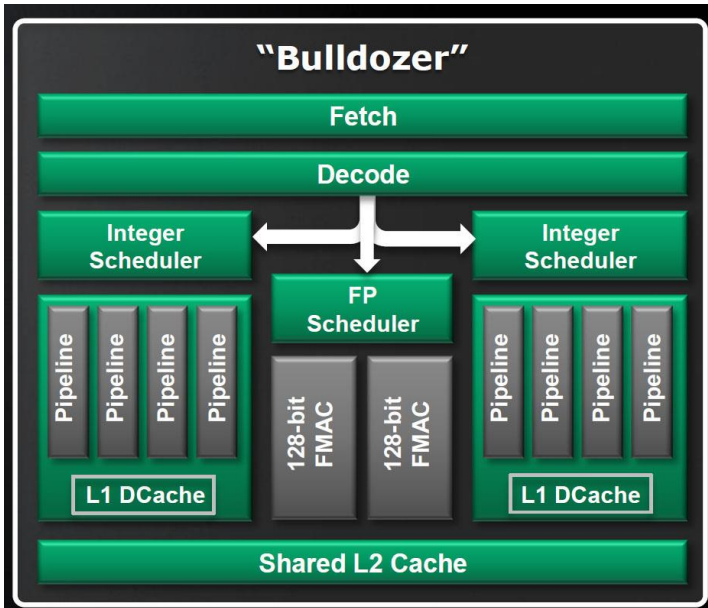 “Bulldozer”
Fetch
Decode
Integer
Scheduler
Integer
Scheduler
FP
Scheduler
Pipeline
Pipeline
Pipeline
Pipeline
128-bit
FMAC
128-bit
FMAC
Pipeline
Pipeline
Pipeline
Pipeline
L1 DCache
L1 DCache
Shared L2 Cache